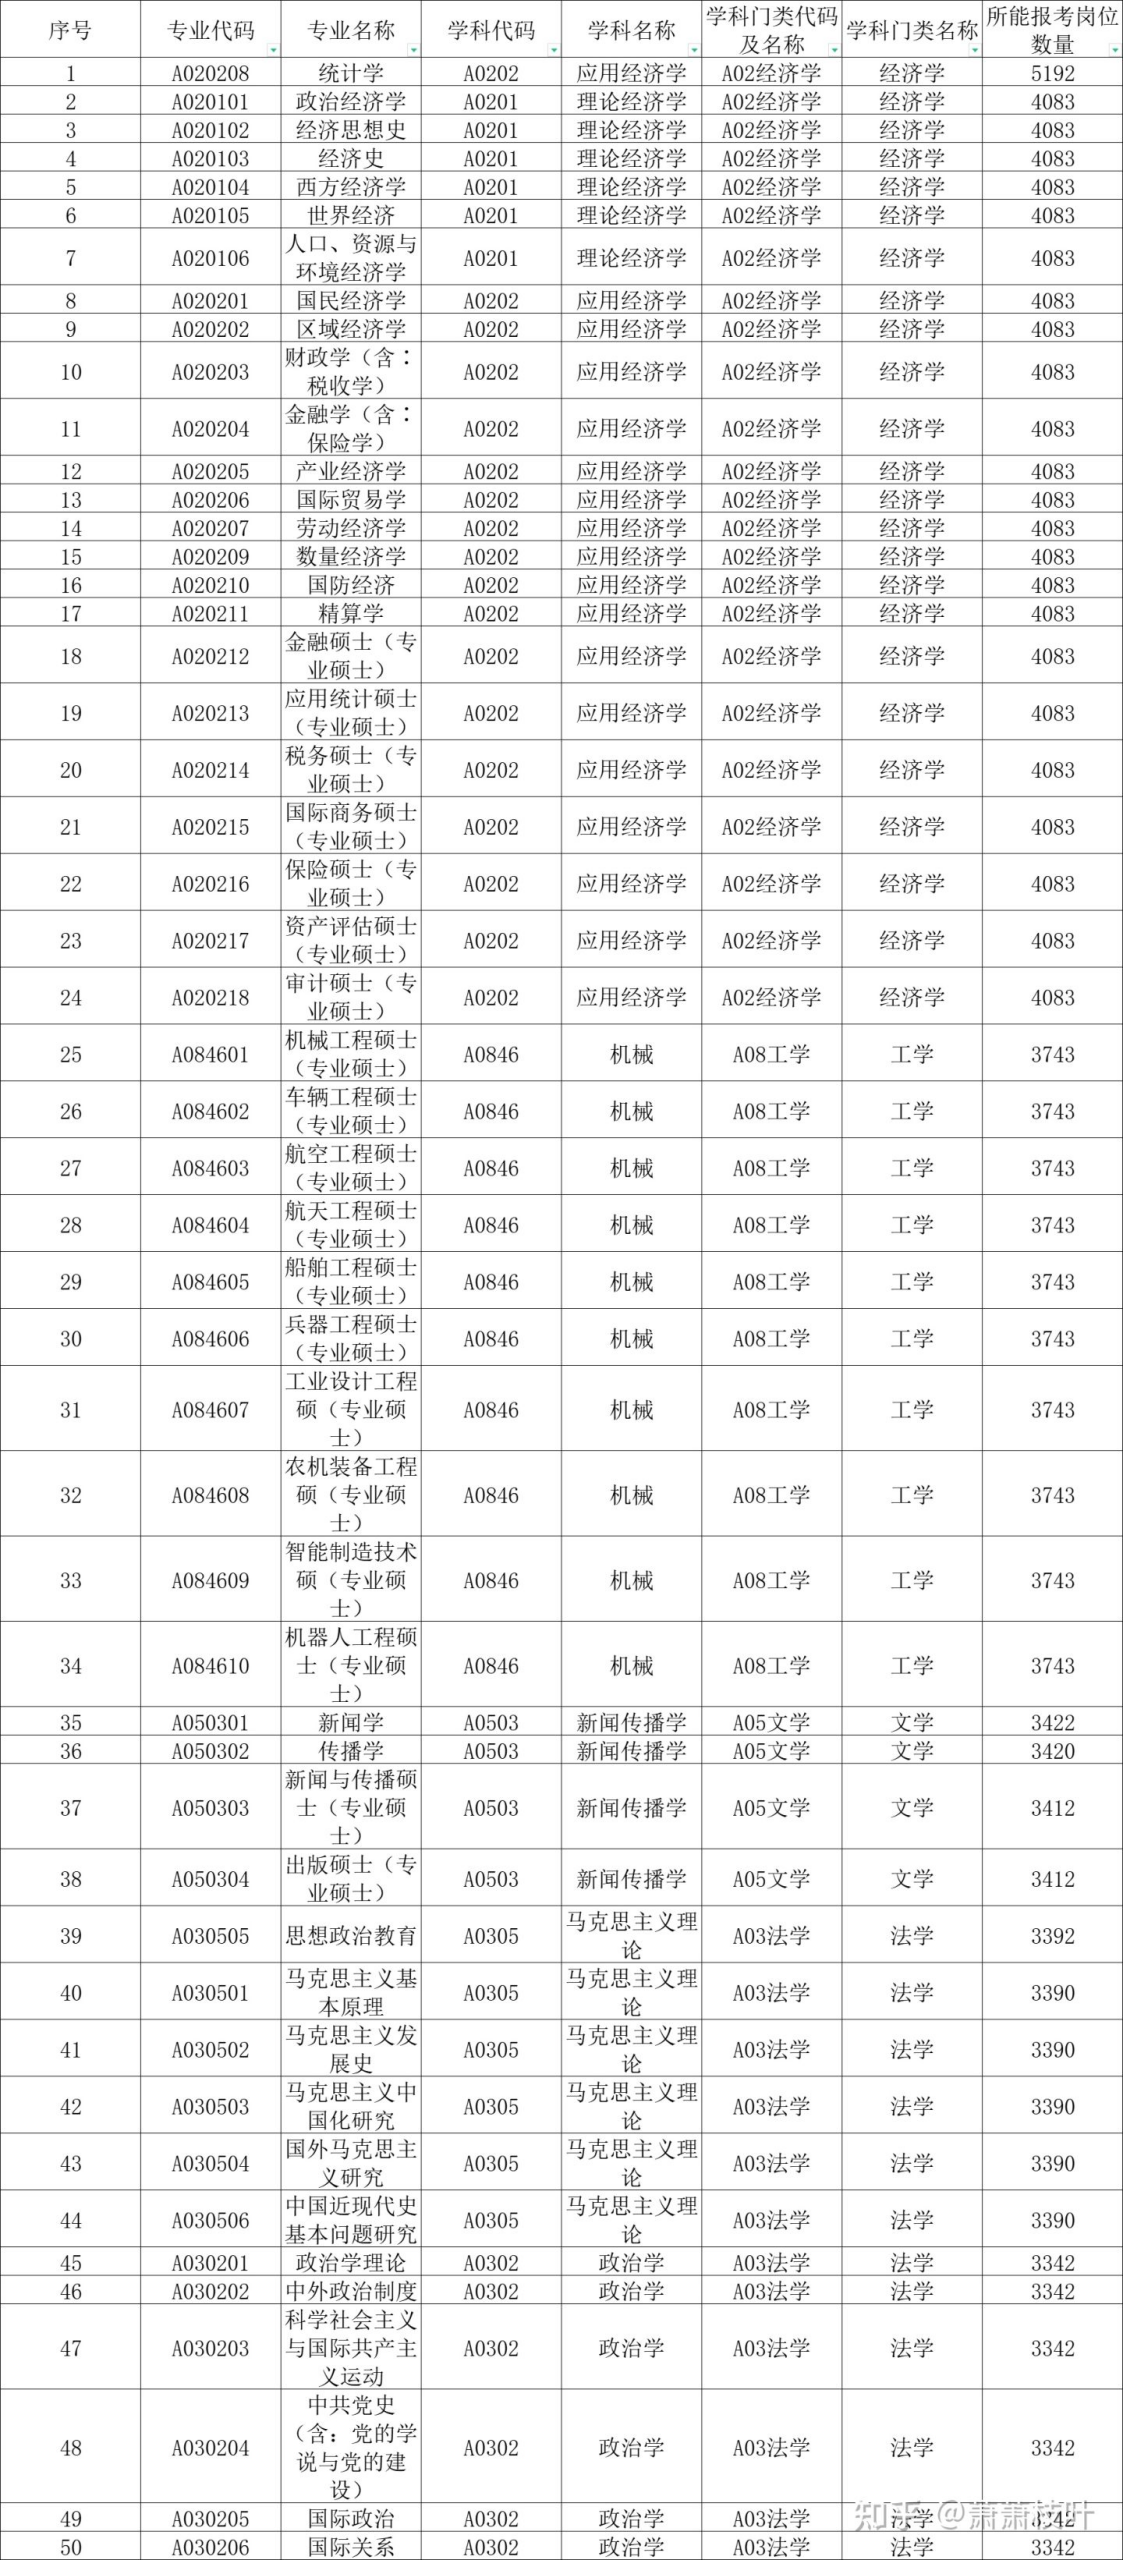 序号 专业代码 专业名称 学科代码 学科名称 学科门类代码及名称 学科门类名称 所能报考岗位数量
1 A020208 统计学 A0202 应用经济学 A02经济学 经济学 5192
2 A020101 政治经济学 A0201 理论经济学 A02经济学 经济学 4083
3 A020102 经济思想史 A0201 理论经济学 A02经济学 经济学 4083
4 A020103 经济史 A0201 理论经济学 A02经济学 经济学 4083
5 A020104 西方经济学 A0201 理论经济学 A02经济学 经济学 4083
6 A020105 世界经济 A0201 理论经济学 A02经济学 经济学 4083
7 A020106 人口、资源与环境经济学 A0201 理论经济学 A02经济学 经济学 4083
8 A020201 国民经济学 A0202 应用经济学 A02经济学 经济学 4083
9 A020202 区域经济学 A0202 应用经济学 A02经济学 经济学 4083
10 A020203 财政学（含：税收学） A0202 应用经济学 A02经济学 经济学 4083
11 A020204 金融学（含：保险学） A0202 应用经济学 A02经济学 经济学 4083
12 A020205 产业经济学 A0202 应用经济学 A02经济学 经济学 4083
13 A020206 国际贸易学 A0202 应用经济学 A02经济学 经济学 4083
14 A020207 劳动经济学 A0202 应用经济学 A02经济学 经济学 4083
15 A020209 数量经济学 A0202 应用经济学 A02经济学 经济学 4083
16 A020210 国防经济 A0202 应用经济学 A02经济学 经济学 4083
17 A020211 精算学 A0202 应用经济学 A02经济学 经济学 4083
18 A020212 金融硕士（专业硕士） A0202 应用经济学 A02经济学 经济学 4083
19 A020213 应用统计硕士（专业硕士） A0202 应用经济学 A02经济学 经济学 4083
20 A020214 税务硕士（专业硕士） A0202 应用经济学 A02经济学 经济学 4083
21 A020215 国际商务硕士（专业硕士） A0202 应用经济学 A02经济学 经济学 4083
22 A020216 保险硕士（专业硕士） A0202 应用经济学 A02经济学 经济学 4083
23 A020217 资产评估硕士（专业硕士） A0202 应用经济学 A02经济学 经济学 4083
24 A020218 审计硕士（专业硕士） A0202 应用经济学 A02经济学 经济学 4083
25 A084601 机械工程硕士（专业硕士） A0846 机械 A08工学 工学 3743
26 A084602 车辆工程硕士（专业硕士） A0846 机械 A08工学 工学 3743
27 A084603 航空工程硕士（专业硕士） A0846 机械 A08工学 工学 3743
28 A084604 航天工程硕士（专业硕士） A0846 机械 A08工学 工学 3743
29 A084605 船舶工程硕士（专业硕士） A0846 机械 A08工学 工学 3743
30 A084606 兵器工程硕士（专业硕士） A0846 机械 A08工学 工学 3743
31 A084607 工业设计工程硕（专业硕士） A0846 机械 A08工学 工学 3743
32 A084608 农机装备工程硕（专业硕士） A0846 机械 A08工学 工学 3743
33 A084609 智能制造技术硕（专业硕士） A0846 机械 A08工学 工学 3743
34 A084610 机器人工程硕士（专业硕士） A0846 机械 A08工学 工学 3743
35 A050301 新闻学 A0503 新闻传播学 A05文学 文学 3422
36 A050302 传播学 A0503 新闻传播学 A05文学 文学 3420
37 A050303 新闻与传播硕士（专业硕士） A0503 新闻传播学 A05文学 文学 3412
38 A050304 出版硕士（专业硕士） A0503 新闻传播学 A05文学 文学 3412
39 A030505 思想政治教育 A0305 马克思主义理论 A03法学 法学 3392
40 A030501 马克思主义基本原理 A0305 马克思主义理论 A03法学 法学 3390
41 A030502 马克思主义发展史 A0305 马克思主义理论 A03法学 法学 3390
42 A030503 马克思主义中国化研究 A0305 马克思主义理论 A03法学 法学 3390
43 A030504 国外马克思主义研究 A0305 马克思主义理论 A03法学 法学 3390
44 A030506 中国近现代史基本问题研究 A0305 马克思主义理论 A03法学 法学 3390
45 A030201 政治学理论 A0302 政治学 A03法学 法学 3342
46 A030202 中外政治制度 A0302 政治学 A03法学 法学 3342
47 A030203 科学社会主义与国际共产主义运动 A0302 政治学 A03法学 法学 3342
48 A030204 中共党史（含：党的学说与党的建设） A0302 政治学 A03法学 法学 3342
49 A030205 国际政治 A0302 政治学 A03法学 法学 3342
50 A030206 国际关系 A0302 政治学 A03法学 法学 3342
知乎 @萧萧枝叶